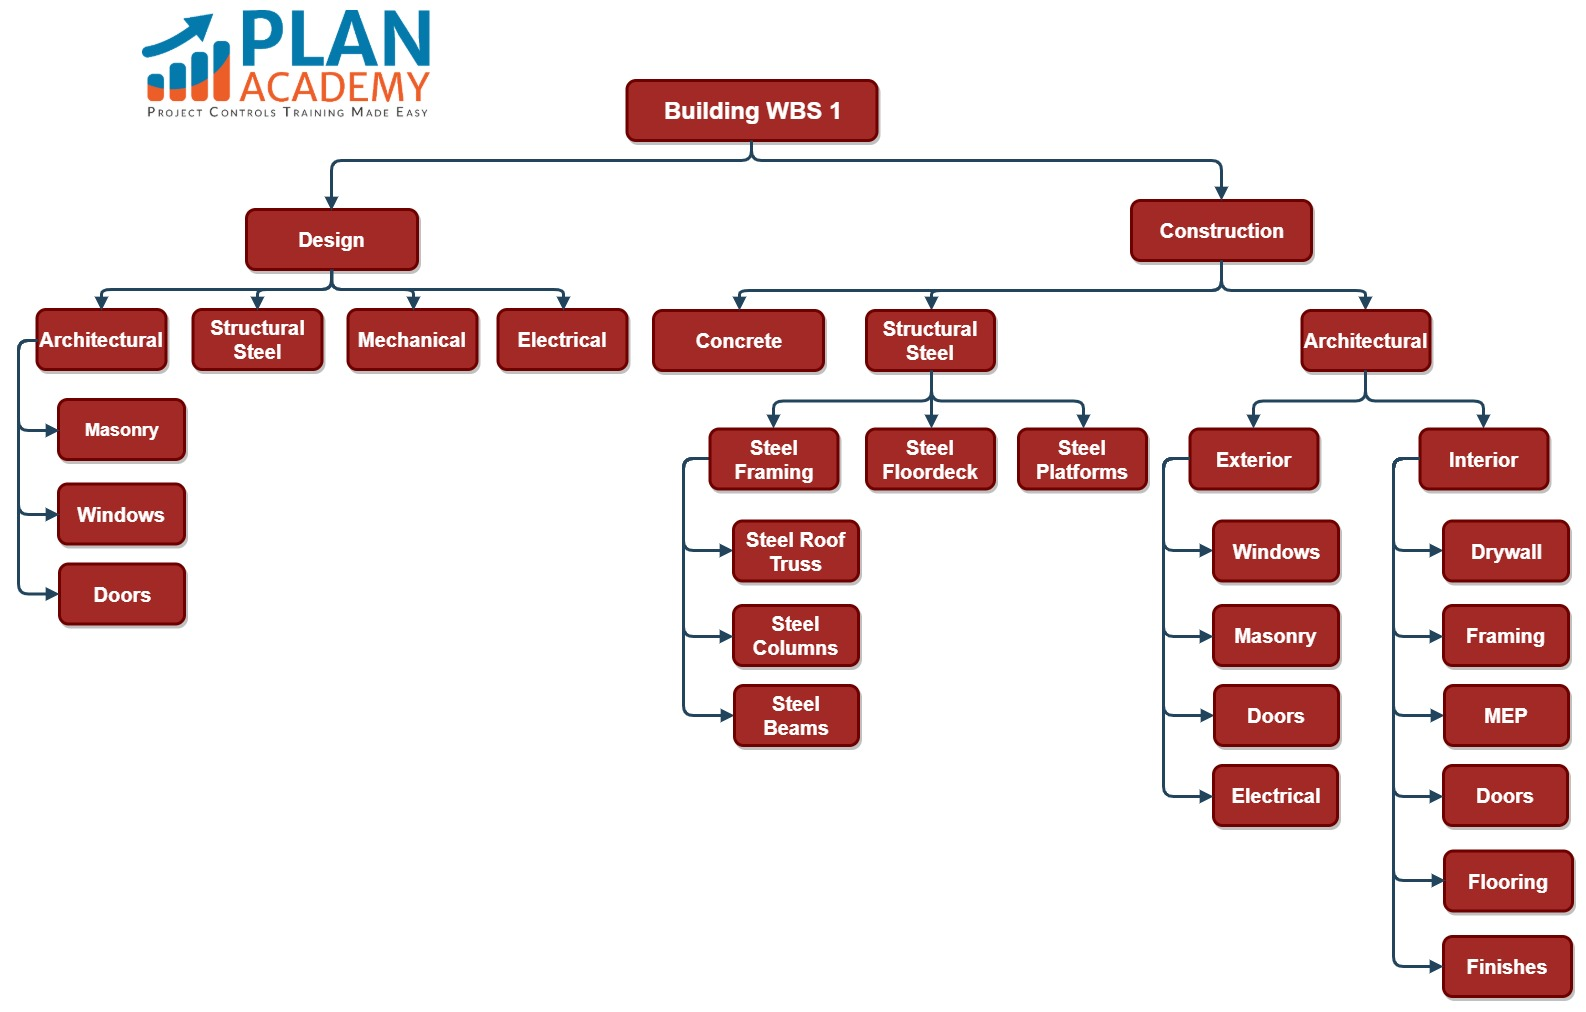 PLAN
ACADEMY
PROJECT CONTROLS TRAINING MADE EASY
Building WBS 1
Design
Construction
Architectural
Structural
Steel
Mechanical
Electrical
Concrete
Structural
Steel
Architectural
Masonry
Windows
Doors
Steel
Framing
Steel
Floordeck
Steel
Platforms
Exterior
Interior
Steel Roof
Truss
Steel
Columns
Steel
Beams
Windows
Masonry
Doors
Electrical
Drywall
Framing
MEP
Doors
Flooring
Finishes